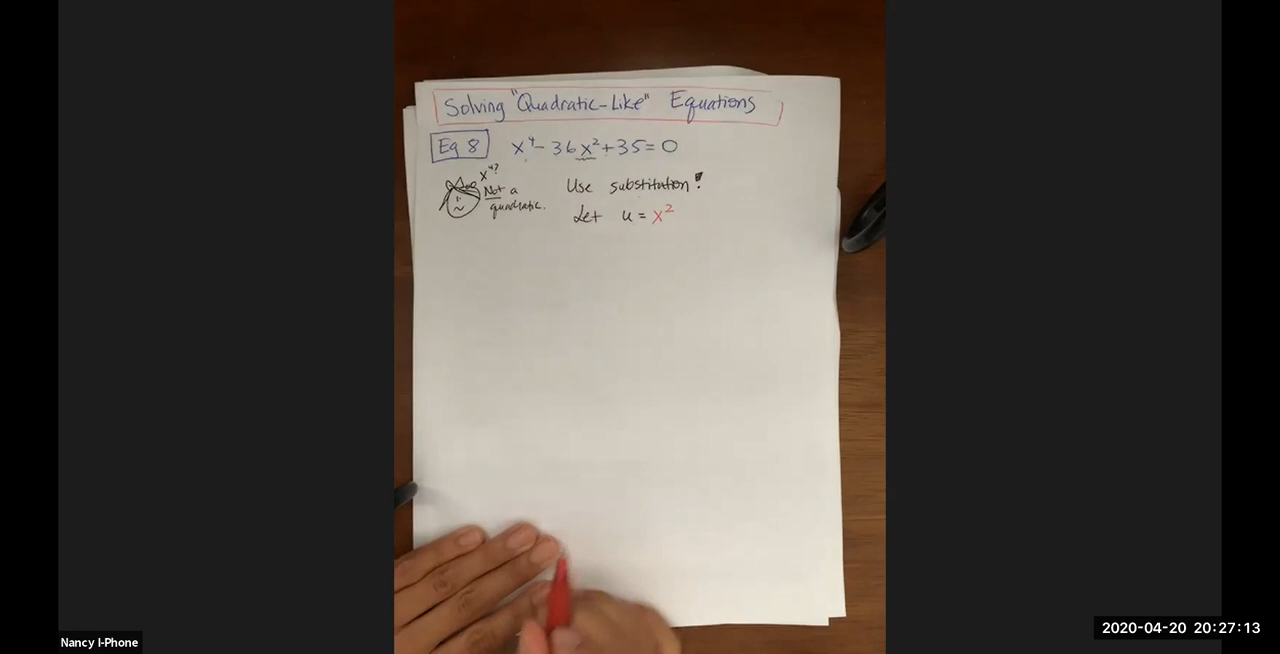 Solving "Quadratic-Like" Equations
Eg 8 x⁴ - 36x² + 35 = 0
x⁴?
Not a
quadratic.
Use substitution!
Let u = x²
Nancy I-Phone
2020-04-20 20:27:13